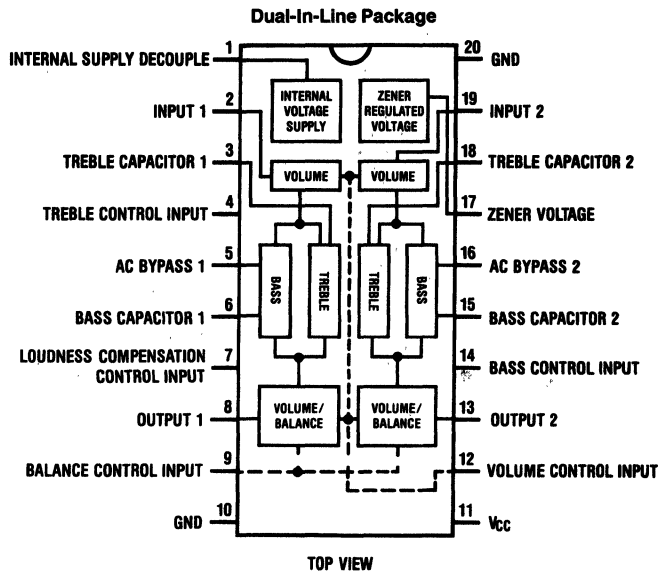 Dual-In-Line Package
1
INTERNAL SUPPLY DECOUPLE
20
GND
INTERNAL
VOLTAGE
SUPPLY
ZENER
REGULATED
VOLTAGE
2
INPUT 1
19
INPUT 2
3
TREBLE CAPACITOR 1
18
TREBLE CAPACITOR 2
VOLUME
VOLUME
4
TREBLE CONTROL INPUT
17
ZENER VOLTAGE
5
AC BYPASS 1
16
AC BYPASS 2
BASS
TREBLE
TREBLE
BASS
6
BASS CAPACITOR 1
15
BASS CAPACITOR 2
7
LOUDNESS COMPENSATION
CONTROL INPUT
14
BASS CONTROL INPUT
8
OUTPUT 1
VOLUME/
BALANCE
VOLUME/
BALANCE
13
OUTPUT 2
9
BALANCE CONTROL INPUT
12
VOLUME CONTROL INPUT
10
GND
11
VCC
TOP VIEW